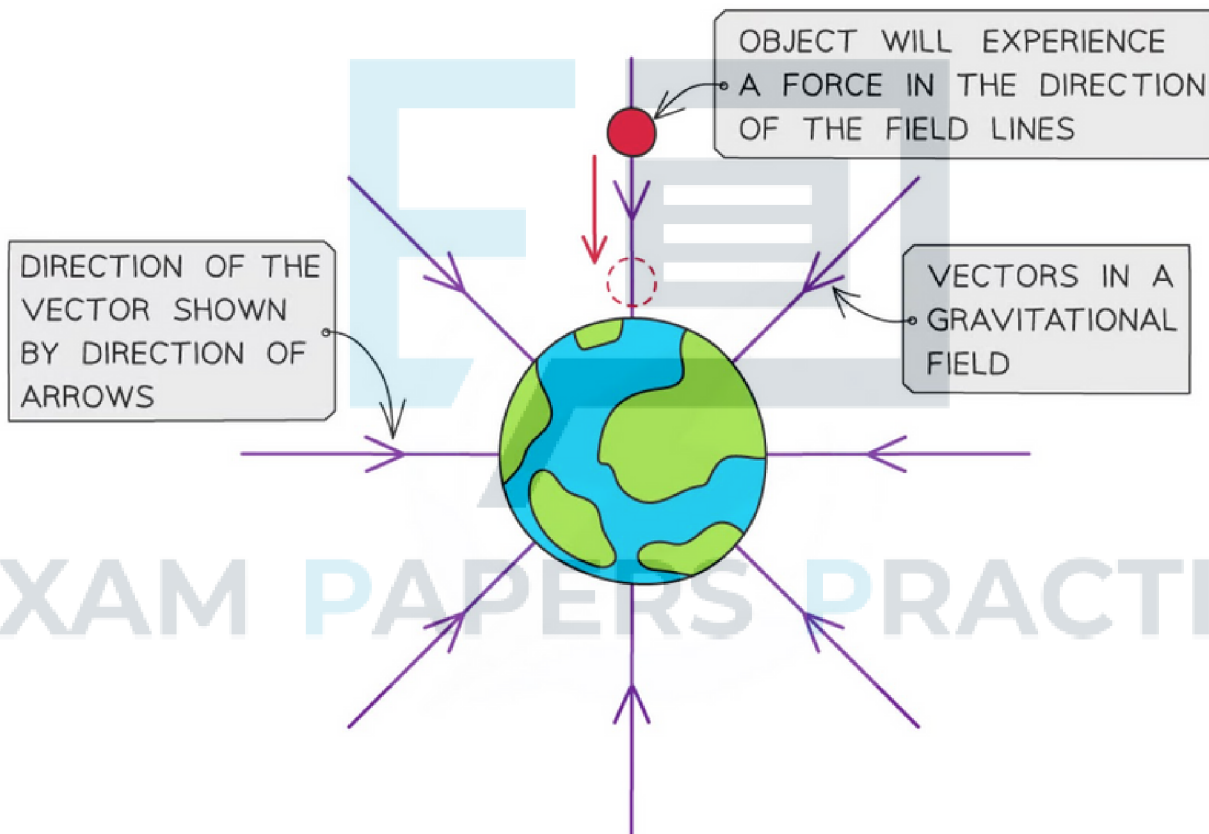 OBJECT WILL EXPERIENCE
A FORCE IN THE DIRECTION
OF THE FIELD LINES
DIRECTION OF THE
VECTOR SHOWN
BY DIRECTION OF
ARROWS
VECTORS IN A
GRAVITATIONAL
FIELD
XAM PAPERS PRACTI